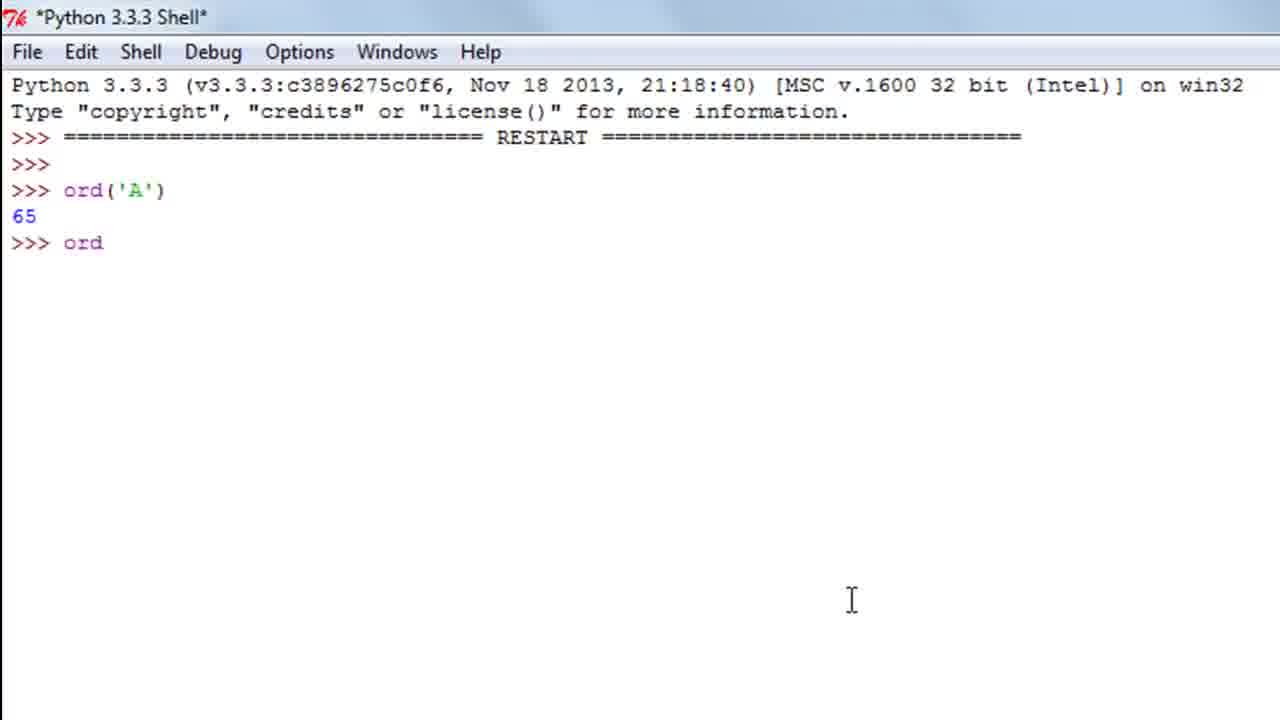 *Python 3.3.3 Shell*
File Edit Shell Debug Options Windows Help
Python 3.3.3 (v3.3.3:c3896275c0f6, Nov 18 2013, 21:18:40) [MSC v.1600 32 bit (Intel)] on win32
Type "copyright", "credits" or "license()" for more information.
>>> ================================ RESTART ================================
>>>
>>> ord('A')
65
>>> ord